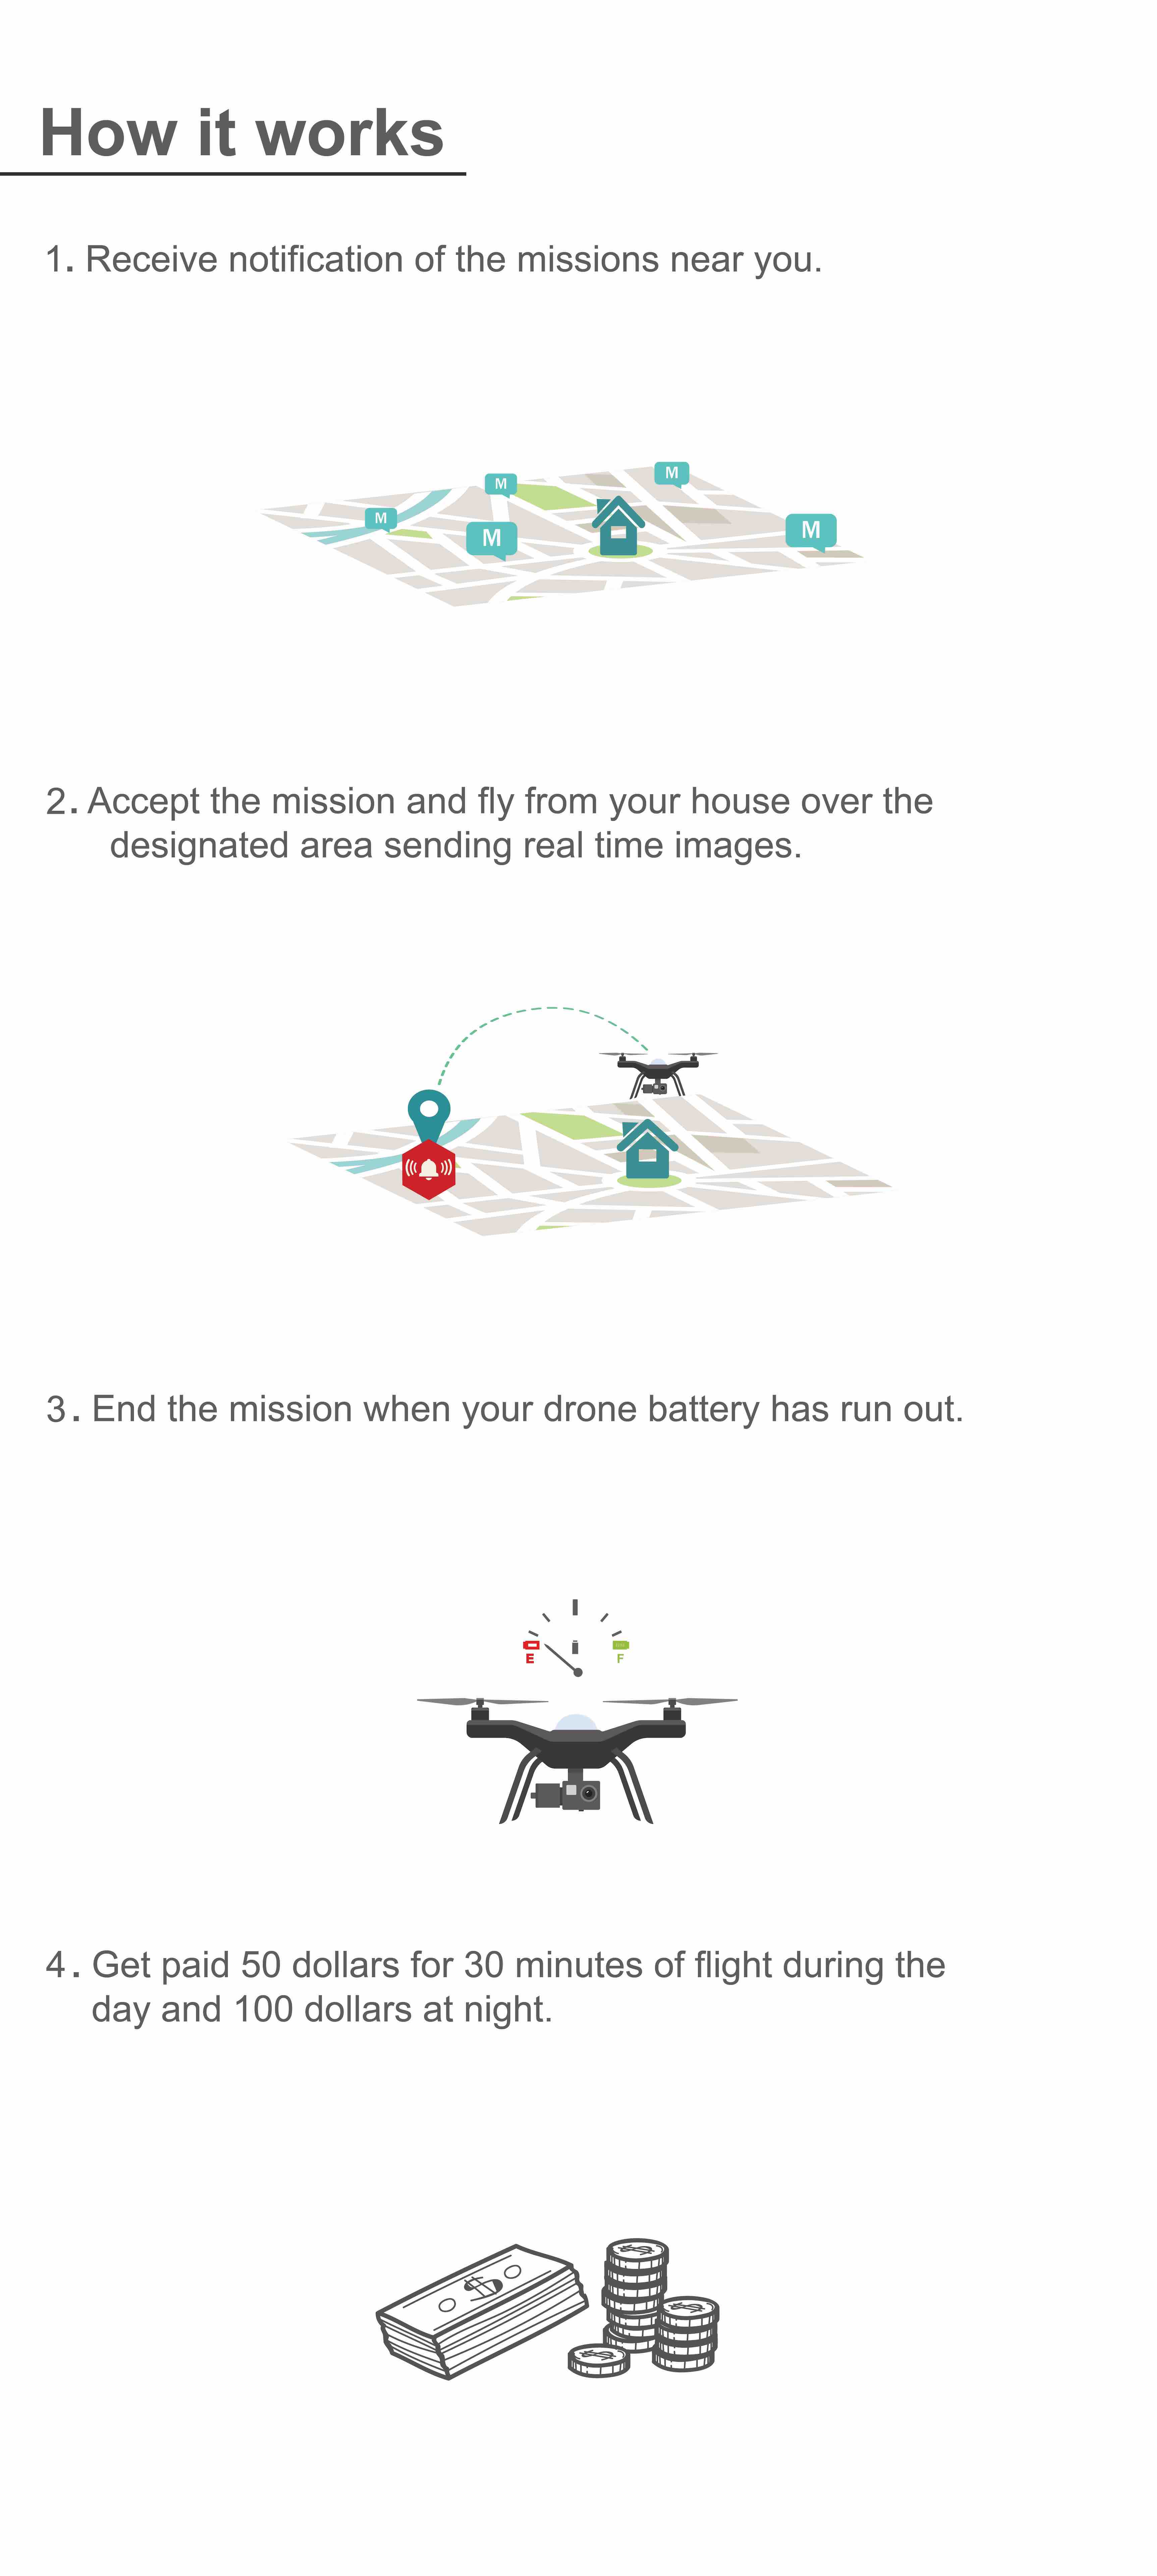 How it works
1. Receive notification of the missions near you.
M
M
M
M
M
2. Accept the mission and fly from your house over the
designated area sending real time images.
3. End the mission when your drone battery has run out.
E
F
4. Get paid 50 dollars for 30 minutes of flight during the
day and 100 dollars at night.